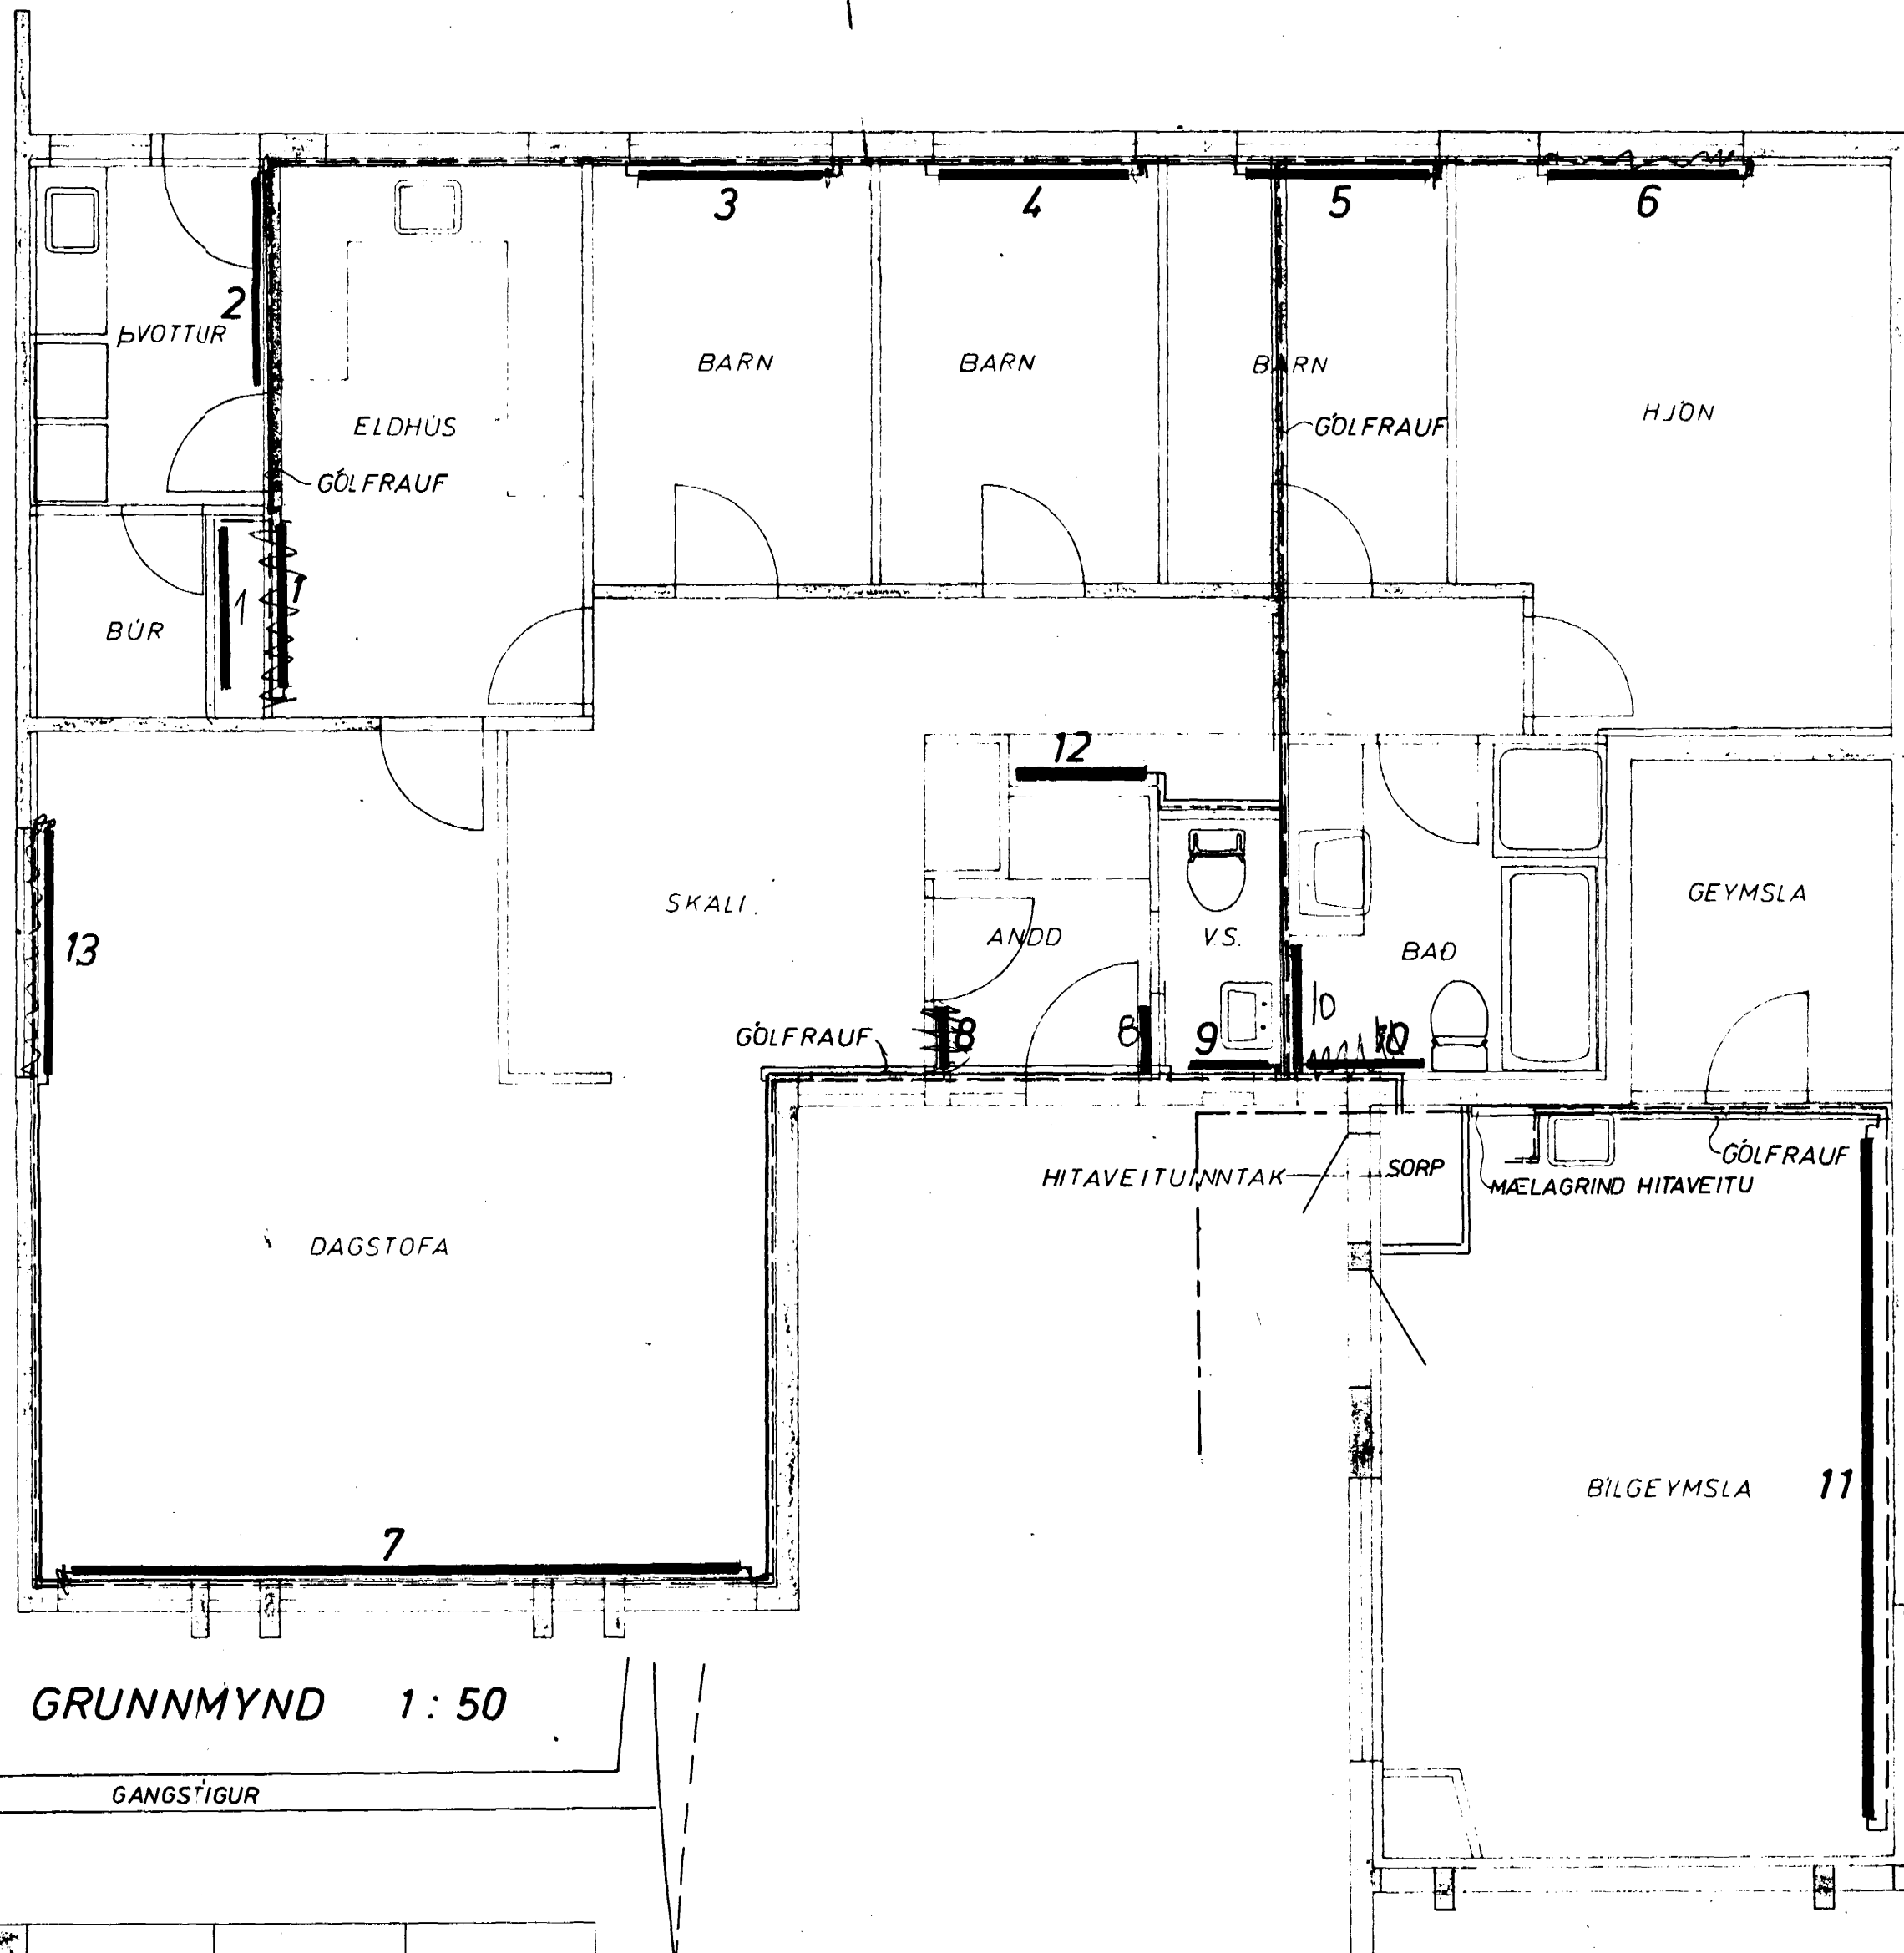 3
4
5
6
2
ÞVOTTUR
BARN
BARN
BARN
ELDHÚS
HJÓN
GÓLFRAUF
GÓLFRAUF
1
1
BÚR
12
SKÁLI
GEYMSLA
13
ANDD
V.S.
BAÐ
10
GÓLFRAUF
8
8
9
10
HITAVEITUINNTAK
SORP
GÓLFRAUF
MÆLAGRIND HITAVEITU
DAGSTOFA
BÍLGEYMSLA
11
7
GRUNNMYND 1:50
GANGSTÍGUR